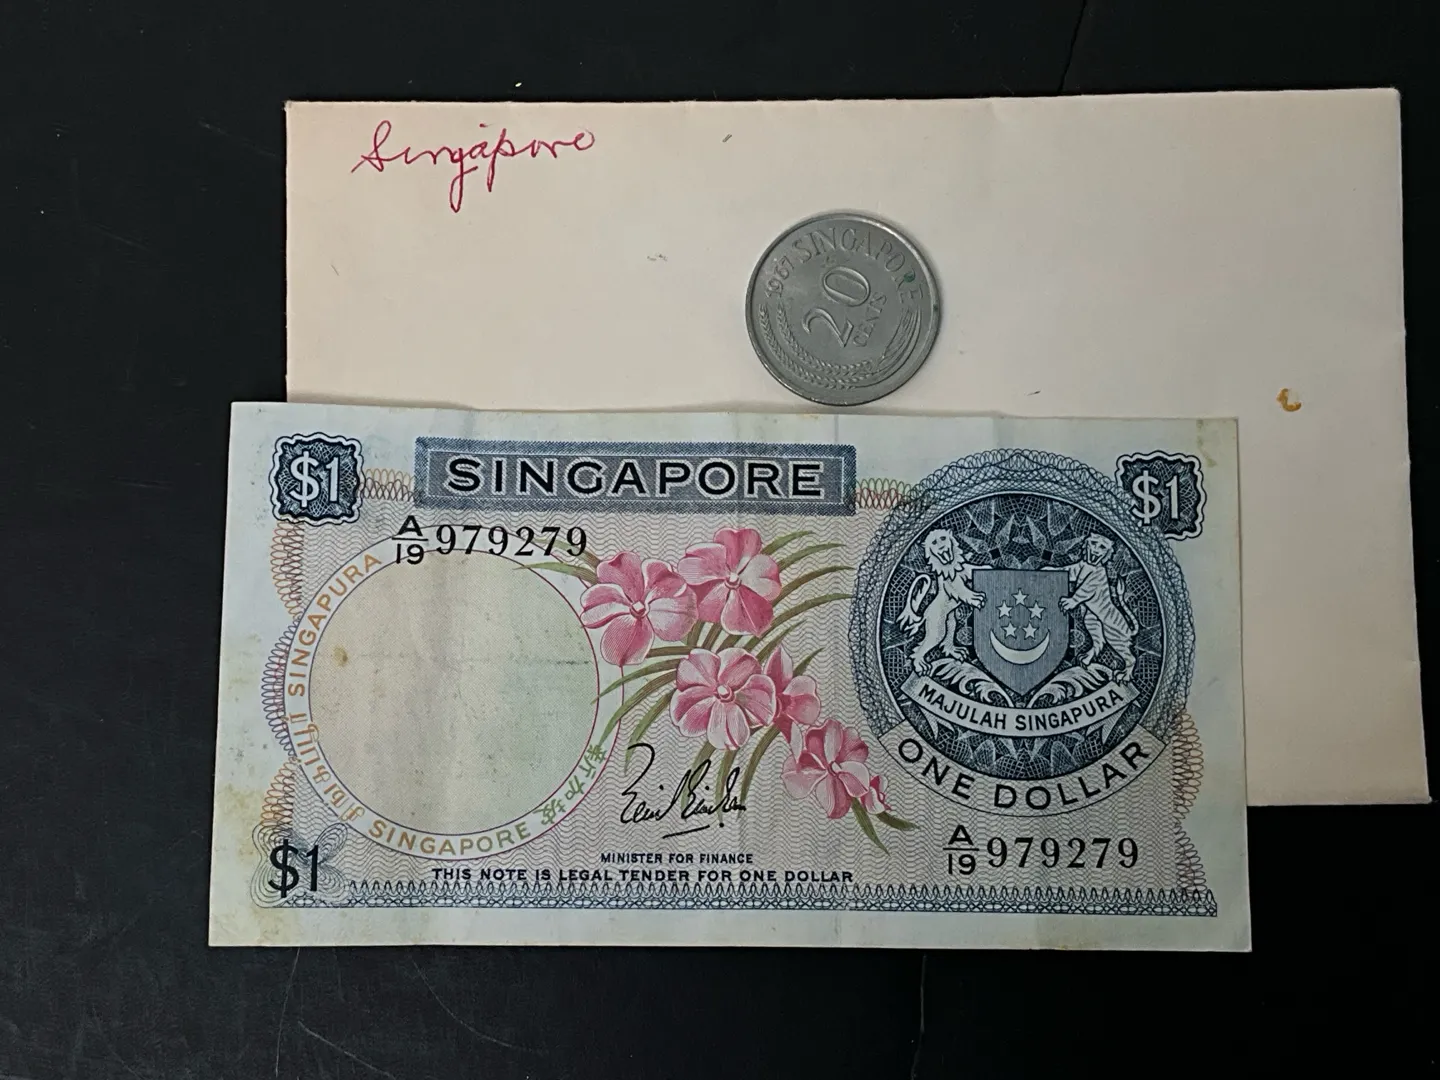 Singapore
1967 SINGAPORE
20
CENTS
$1
SINGAPORE
$1
A/19 979279
SINGAPURA
SINGAPORE
MAJULAH SINGAPURA
ONE DOLLAR
$1
MINISTER FOR FINANCE
THIS NOTE IS LEGAL TENDER FOR ONE DOLLAR
A/19 979279